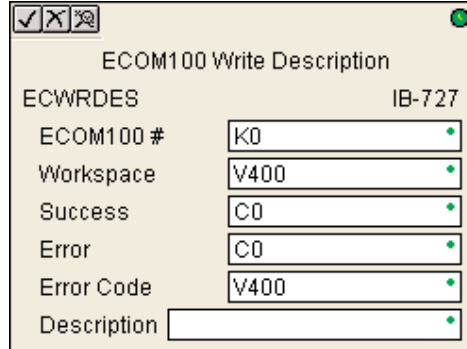 ECOM100 Write Description
ECWRDES IB-727
ECOM100 # K0
Workspace V400
Success C0
Error C0
Error Code V400
Description